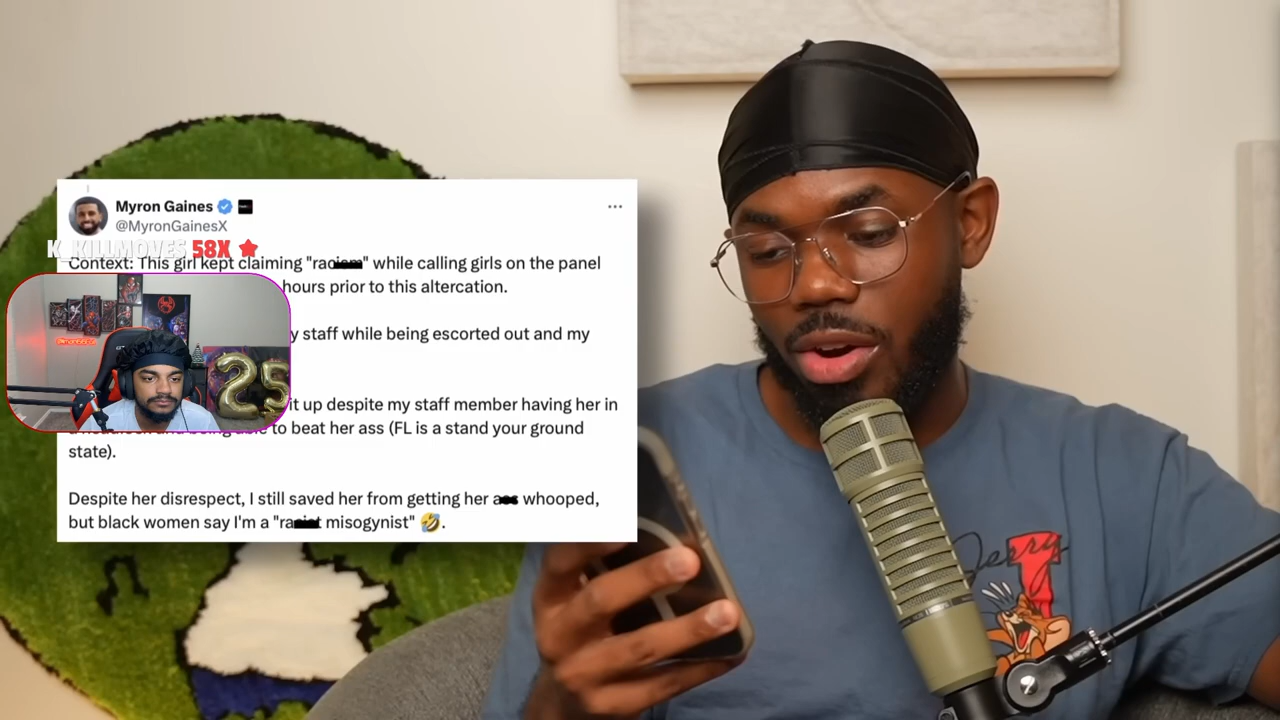 Myron Gaines
@MyronGainesX
K_KILLMOVES 58X
Context: This girl kept claiming "racism" while calling girls on the panel
hours prior to this altercation.
y staff while being escorted out and my
it up despite my staff member having her in
to beat her ass (FL is a stand your ground
state).
Despite her disrespect, I still saved her from getting her ass whooped,
but black women say I'm a "racist misogynist" 🤣.
25
Jerry